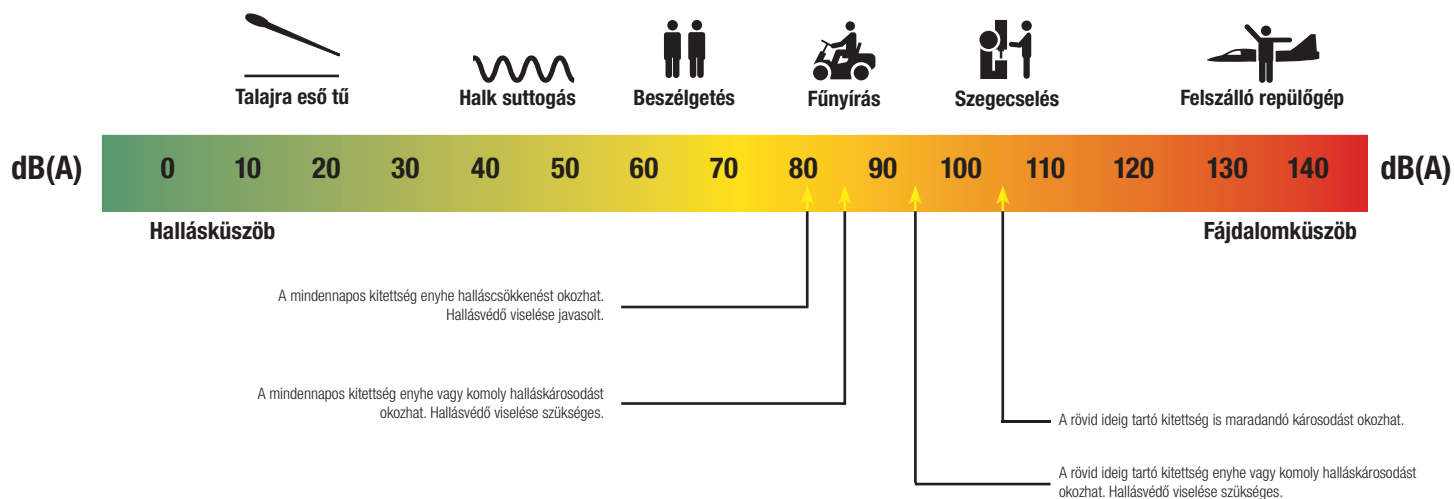 Talajra eső tű
Halk suttogás
Beszélgetés
Fűnyírás
Szegecselés
Felszálló repülőgép
dB(A) 0 10 20 30 40 50 60 70 80 90 100 110 120 130 140 dB(A)
Hallásküszöb
Fájdalomküszöb
A mindennapos kitettség enyhe halláscsökkenést okozhat.
Hallásvédő viselése javasolt.
A mindennapos kitettség enyhe vagy komoly halláskárosodást
okozhat. Hallásvédő viselése szükséges.
A rövid ideig tartó kitettség is maradandó károsodást okozhat.
A rövid ideig tartó kitettség enyhe vagy komoly halláskárosodást
okozhat. Hallásvédő viselése szükséges.